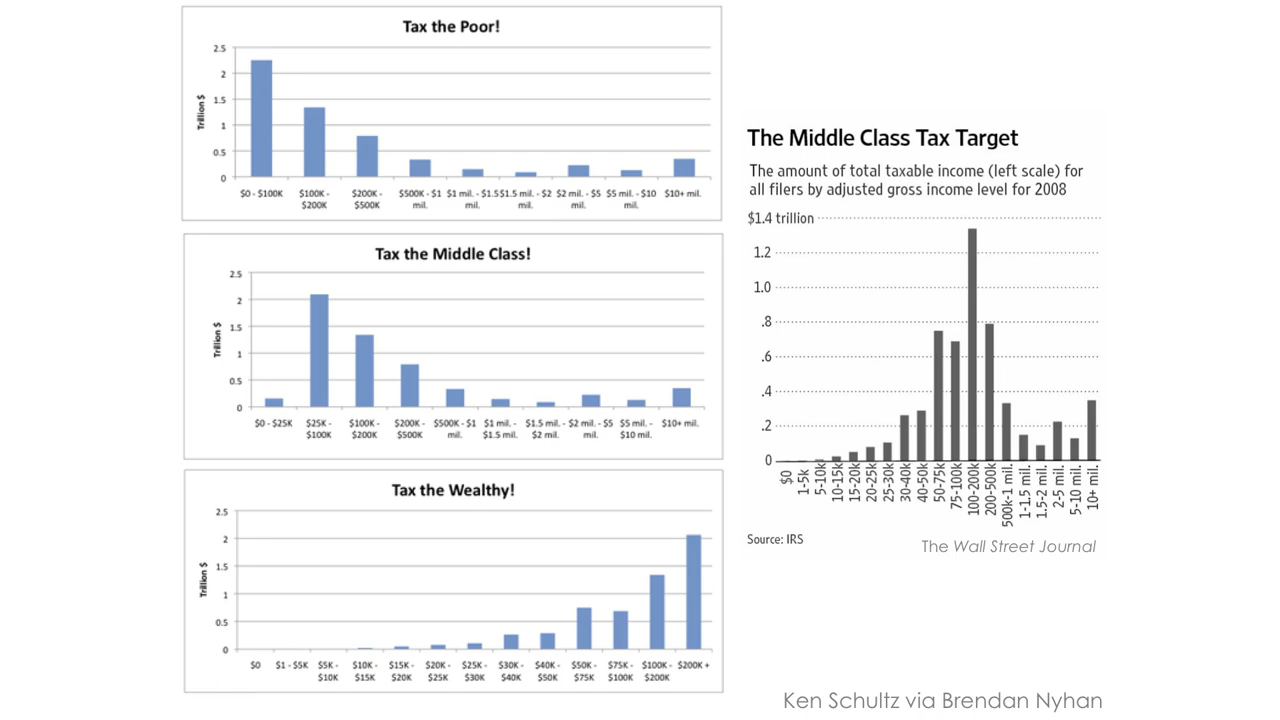 Tax the Poor!
2.5
2
1.5
1
0.5
0
Trillion $
$0 - $100K
$100K - $200K
$200K - $500K
$500K - $1 mil.
$1 mil. - $1.5 mil.
$1.5 mil. - $2 mil.
$2 mil. - $5 mil.
$5 mil. - $10 mil.
$10+ mil.
Tax the Middle Class!
2.5
2
1.5
1
0.5
0
Trillion $
$0 - $25K
$25K - $100K
$100K - $200K
$200K - $500K
$500K - $1 mil.
$1 mil. - $1.5 mil.
$1.5 mil. - $2 mil.
$2 mil. - $5 mil.
$5 mil. - $10 mil.
$10+ mil.
Tax the Wealthy!
2.5
2
1.5
1
0.5
0
Trillion $
$0
$1 - $5K
$5K - $10K
$10K - $15K
$15K - $20K
$20K - $25K
$25K - $30K
$30K - $40K
$40K - $50K
$50K - $75K
$75K - $100K
$100K - $200K
$200K +
The Middle Class Tax Target
The amount of total taxable income (left scale) for
all filers by adjusted gross income level for 2008
$1.4 trillion
1.2
1.0
.8
.6
.4
.2
0
$0
1-5k
5-10k
10-15k
15-20k
20-25k
25-30k
30-40k
40-50k
50-75k
75-100k
100-200k
200-500k
500k-1 mil.
1-1.5 mil.
1.5-2 mil.
2-5 mil.
5-10 mil.
10+ mil.
Source: IRS
The Wall Street Journal
Ken Schultz via Brendan Nyhan